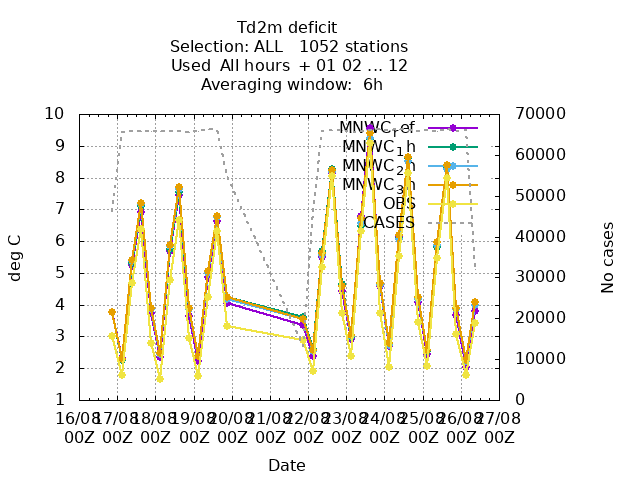 Td2m deficit
Selection: ALL   1052 stations
Used  All hours  + 01 02 ... 12
Averaging window:  6h
10 70000
9 60000
8 50000
7 40000
6
5 30000
4 20000
3
2 10000
1 0
MNWC_ref
MNWC_1h
MNWC_2h
MNWC_3h
OBS
CASES
deg C
No cases
16/08 17/08 18/08 19/08 20/08 21/08 22/08 23/08 24/08 25/08 26/08 27/08
00Z 00Z 00Z 00Z 00Z 00Z 00Z 00Z 00Z 00Z 00Z 00Z
Date